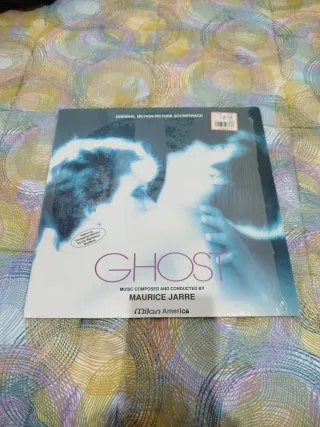 ORIGINAL MOTION PICTURE SOUNDTRACK
GHOST
MUSIC COMPOSED AND CONDUCTED BY
MAURICE JARRE
milan America